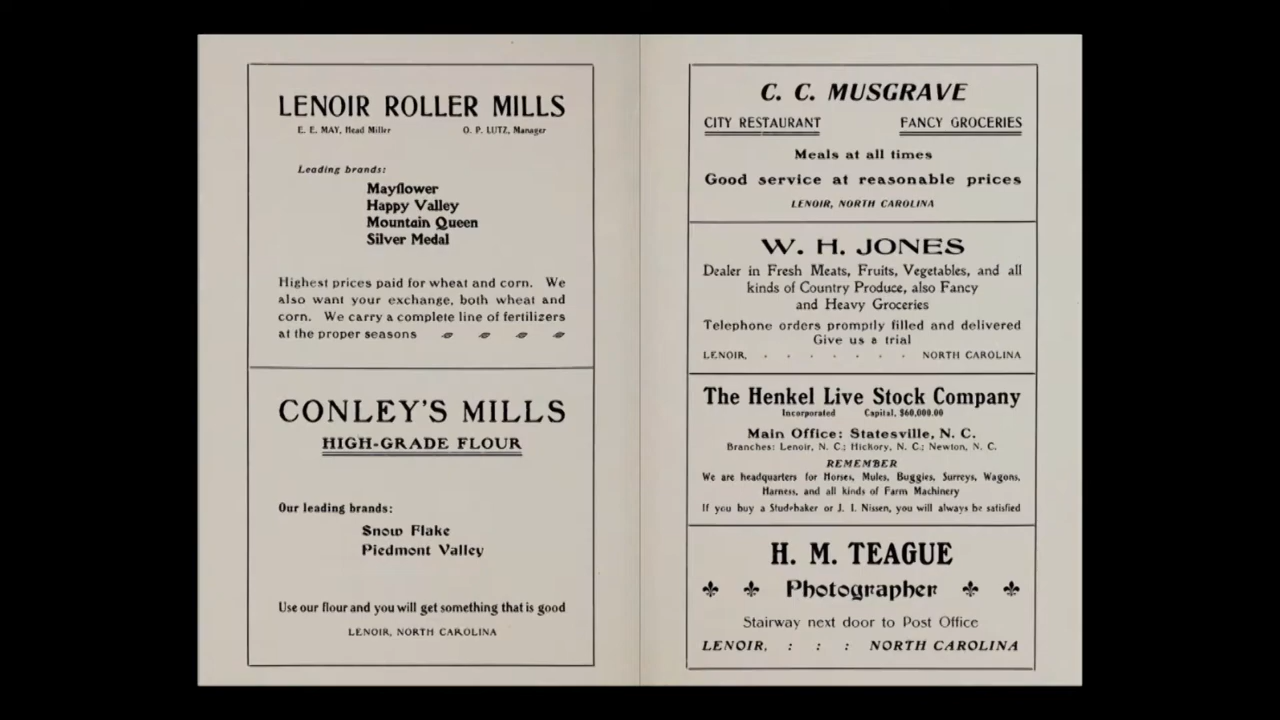 LENOIR ROLLER MILLS
E. E. MAY, Head Miller O. P. LUTZ, Manager
Leading brands:
Mayflower
Happy Valley
Mountain Queen
Silver Medal
Highest prices paid for wheat and corn. We
also want your exchange, both wheat and
corn. We carry a complete line of fertilizers
at the proper seasons
CONLEY'S MILLS
HIGH-GRADE FLOUR
Our leading brands:
Snow Flake
Piedmont Valley
Use our flour and you will get something that is good
LENOIR, NORTH CAROLINA
C. C. MUSGRAVE
CITY RESTAURANT FANCY GROCERIES
Meals at all times
Good service at reasonable prices
LENOIR, NORTH CAROLINA
W. H. JONES
Dealer in Fresh Meats, Fruits, Vegetables, and all
kinds of Country Produce, also Fancy
and Heavy Groceries
Telephone orders promptly filled and delivered
Give us a trial
LENOIR, . . . . . . . NORTH CAROLINA
The Henkel Live Stock Company
Incorporated Capital, $60,000.00
Main Office: Statesville, N. C.
Branches: Lenoir, N. C.; Hickory, N. C.; Newton, N. C.
REMEMBER
We are headquarters for Horses, Mules, Buggies, Surreys, Wagons,
Harness, and all kinds of Farm Machinery
If you buy a Studebaker or J. I. Nissen, you will always be satisfied
H. M. TEAGUE
Photographer
Stairway next door to Post Office
LENOIR, : : : NORTH CAROLINA